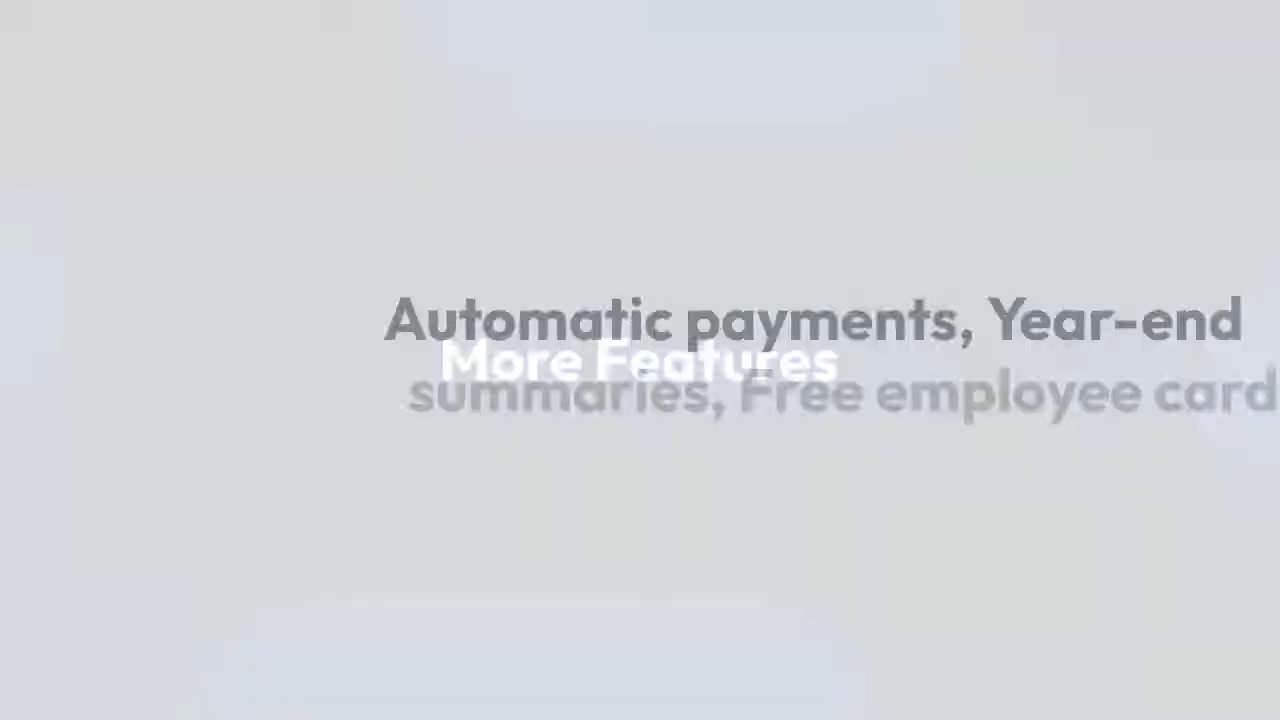 Automatic payments, Year-end
More Features
summaries, Free employee card